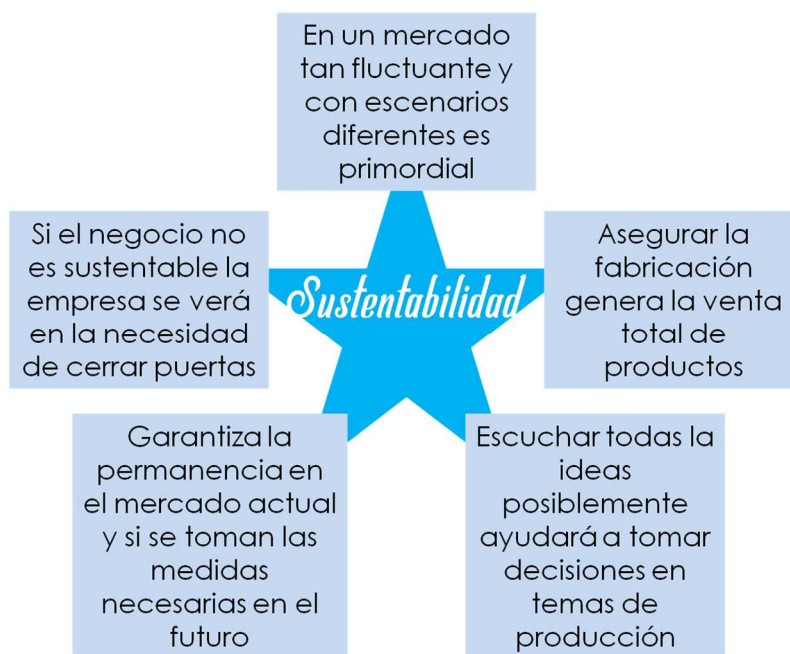 En un mercado
tan fluctuante y
con escenarios
diferentes es
primordial
Si el negocio no
es sustentable la
empresa se verá
en la necesidad
de cerrar puertas
Sustentabilidad
Asegurar la
fabricación
genera la venta
total de
productos
Garantiza la
permanencia en
el mercado actual
y si se toman las
medidas
necesarias en el
futuro
Escuchar todas la
ideas
posiblemente
ayudará a tomar
decisiones en
temas de
producción